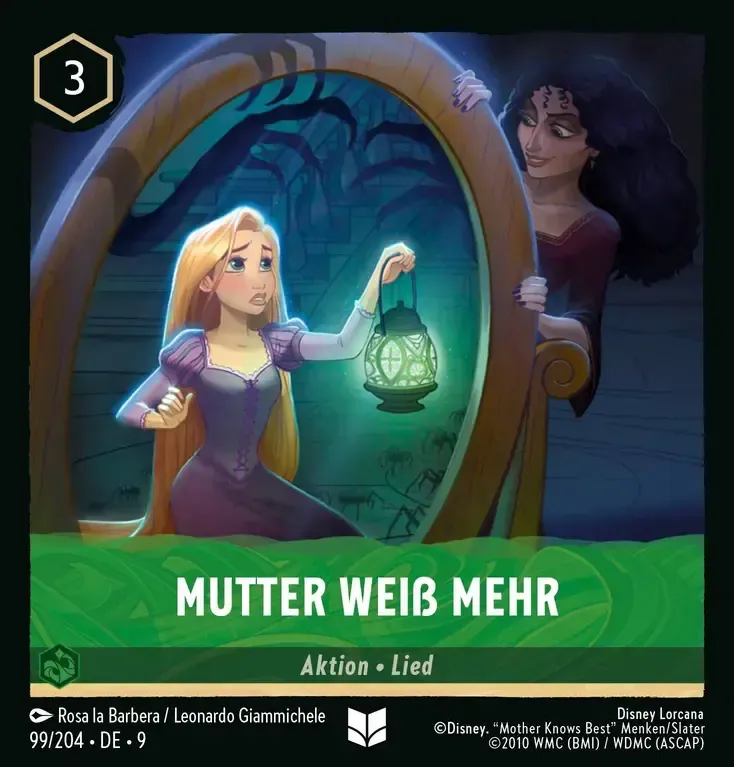 3
MUTTER WEIẞ MEHR
Aktion • Lied
Rosa la Barbera / Leonardo Giammichele
99/204 • DE • 9
Disney Lorcana
©Disney. “Mother Knows Best” Menken/Slater
©2010 WMC (BMI) / WDMC (ASCAP)